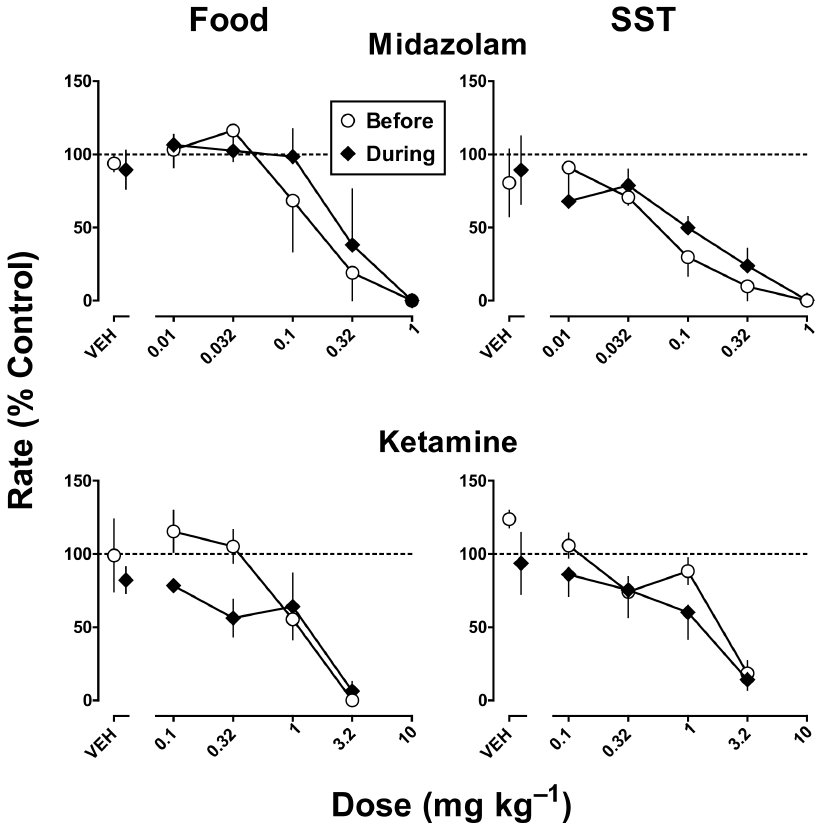 Food SST
Midazolam
150 150
Before
During
100 100
50 50
0 0
VEH 0.01 0.032 0.1 0.32 1 VEH 0.01 0.032 0.1 0.32 1
Rate (% Control)
Ketamine
150 150
100 100
50 50
0 0
VEH 0.1 0.32 1 3.2 10 VEH 0.1 0.32 1 3.2 10
Dose (mg kg⁻¹)